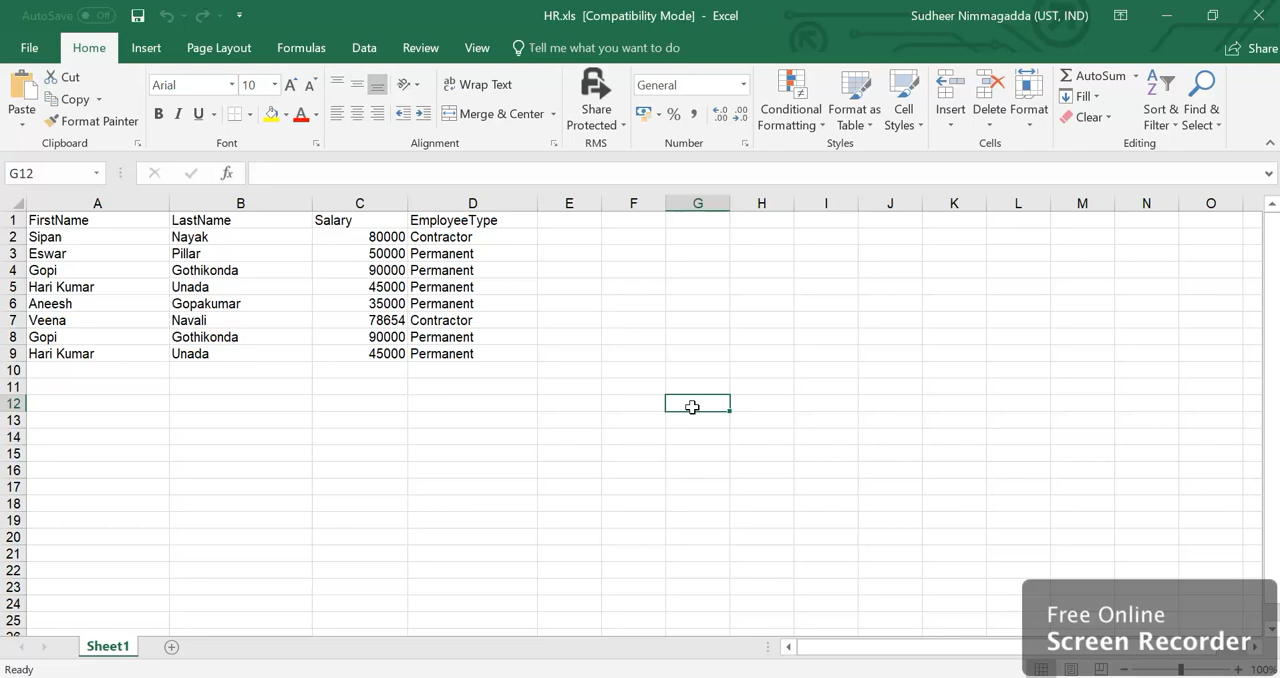 AutoSave Off HR.xls [Compatibility Mode] - Excel Sudheer Nimmagadda (UST, IND)
File Home Insert Page Layout Formulas Data Review View Tell me what you want to do Share
Paste Cut Copy Format Painter
Clipboard
Arial 10
B I U A
Font
Wrap Text
Merge & Center
Alignment
Share Protected
RMS
General
% ,
Number
Conditional Formatting Format as Table Cell Styles
Styles
Insert Delete Format
Cells
AutoSum Fill Clear Sort & Filter Find & Select
Editing
G12 fx
A B C D E F G H I J K L M N O
1 FirstName LastName Salary EmployeeType
2 Sipan Nayak 80000 Contractor
3 Eswar Pillar 50000 Permanent
4 Gopi Gothikonda 90000 Permanent
5 Hari Kumar Unada 45000 Permanent
6 Aneesh Gopakumar 35000 Permanent
7 Veena Navali 78654 Contractor
8 Gopi Gothikonda 90000 Permanent
9 Hari Kumar Unada 45000 Permanent
10
11
12
13
14
15
16
17
18
19
20
21
22
23
24
25
Free Online
Screen Recorder
Sheet1
Ready 100%